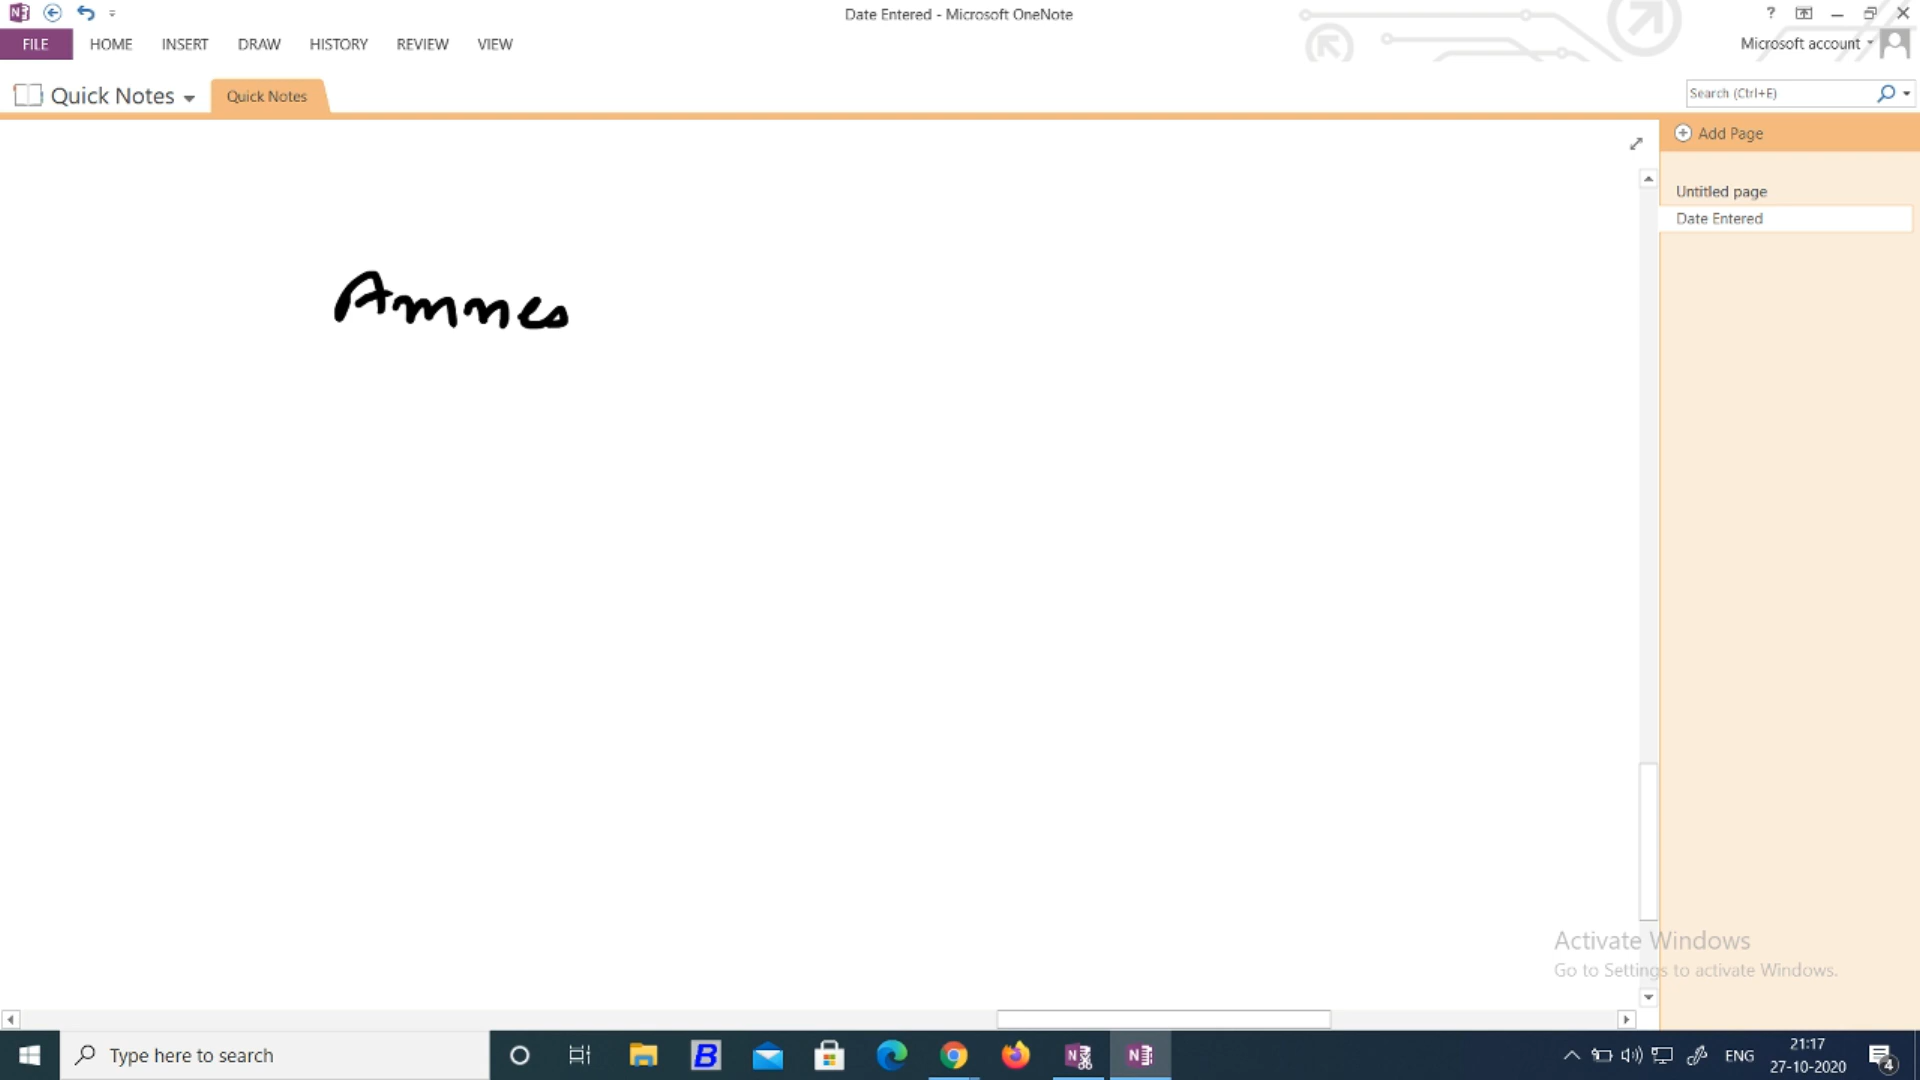 Date Entered - Microsoft OneNote
?
FILE HOME INSERT DRAW HISTORY REVIEW VIEW
Microsoft account
Quick Notes
Quick Notes
Search (Ctrl+E)
Add Page
Untitled page
Date Entered
Amnes
Activate Windows
Go to Settings to activate Windows.
Type here to search
B
ENG
21:17
27-10-2020
4